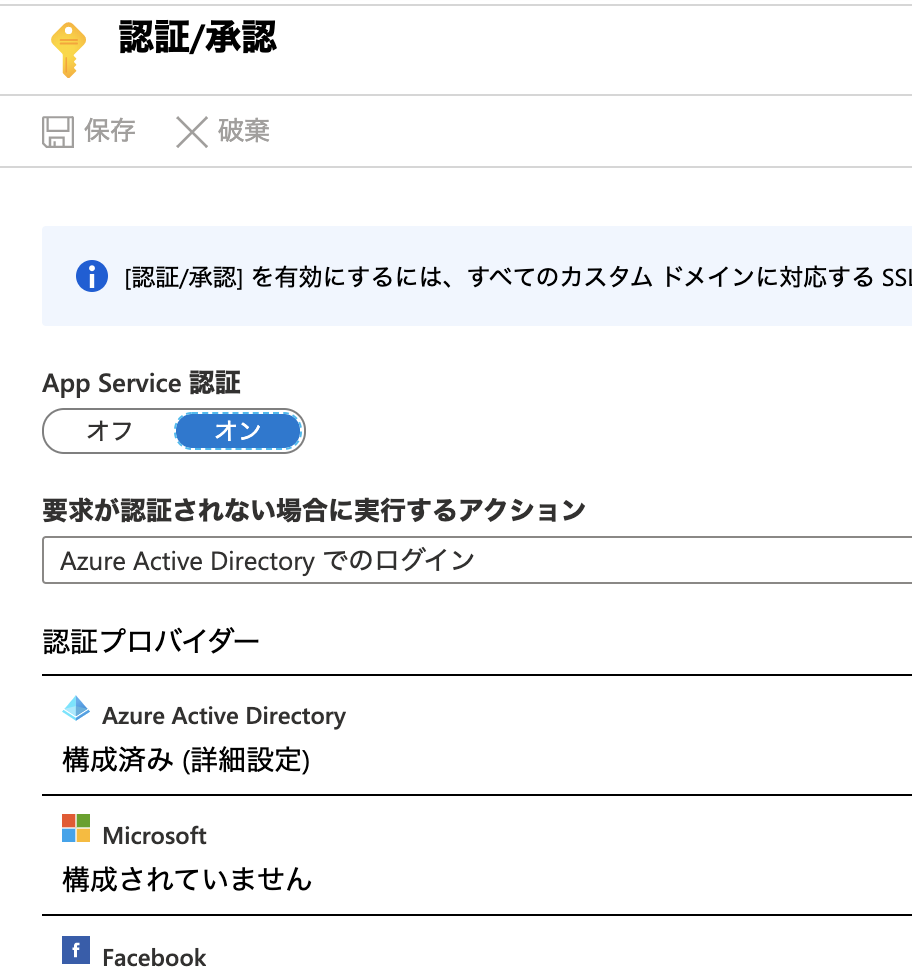 認証/承認
保存 破棄
[認証/承認] を有効にするには、すべてのカスタム ドメインに対応する SSL
App Service 認証
オフ オン
要求が認証されない場合に実行するアクション
Azure Active Directory でのログイン
認証プロバイダー
Azure Active Directory
構成済み (詳細設定)
Microsoft
構成されていません
Facebook